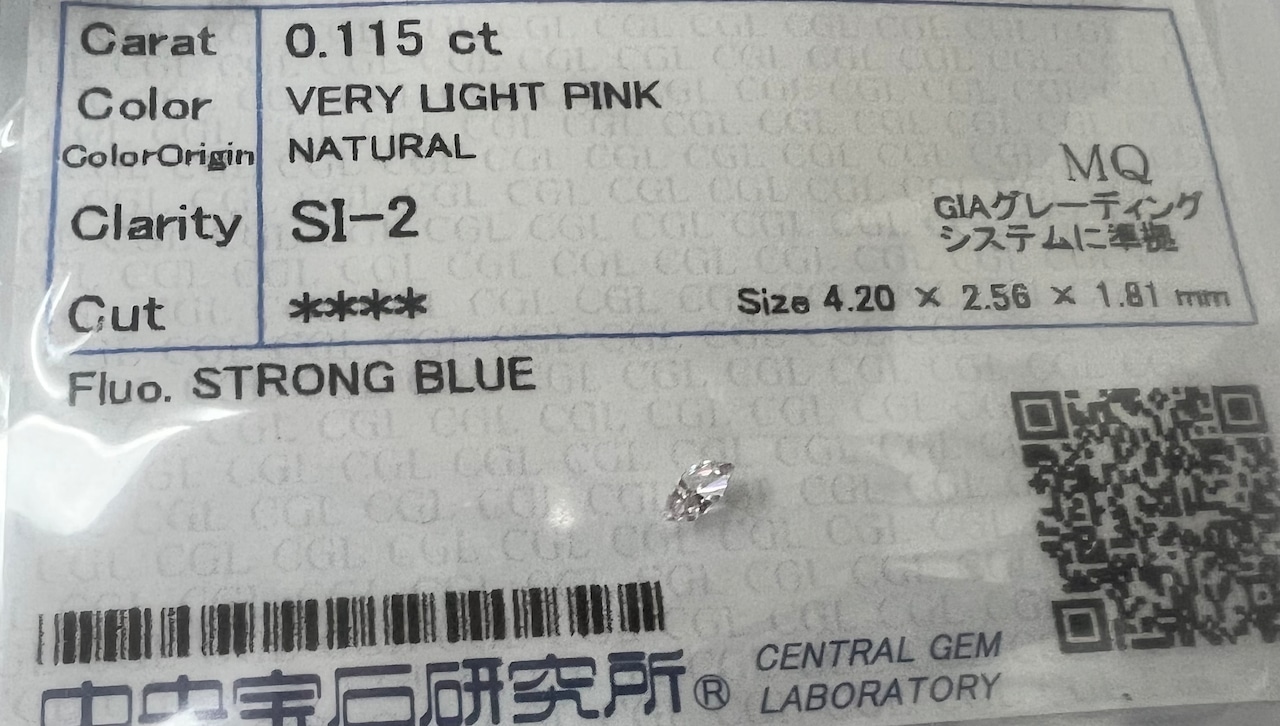 Carat 0.115 ct
Color VERY LIGHT PINK
ColorOrigin NATURAL
MQ
Clarity SI-2
GIAグレーディング
システムに準拠
Cut **** Size 4.20 × 2.56 × 1.81 mm
Fluo. STRONG BLUE
中央宝石研究所® CENTRAL GEM
LABORATORY